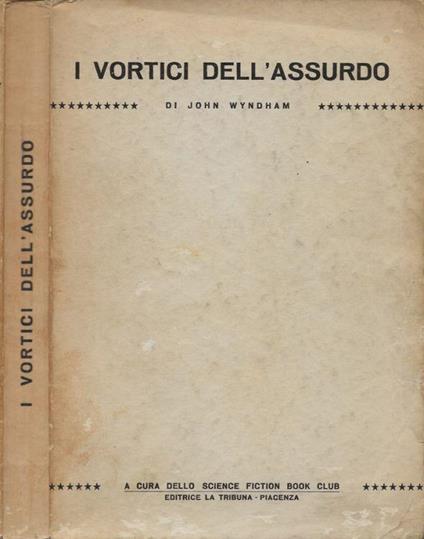 I VORTICI DELL'ASSURDO
I VORTICI DELL'ASSURDO
★★★★★★★★★★ DI JOHN WYNDHAM ★★★★★★★★★★★★
★★★★★★ A CURA DELLO SCIENCE FICTION BOOK CLUB ★★★★★★★
EDITRICE LA TRIBUNA - PIACENZA